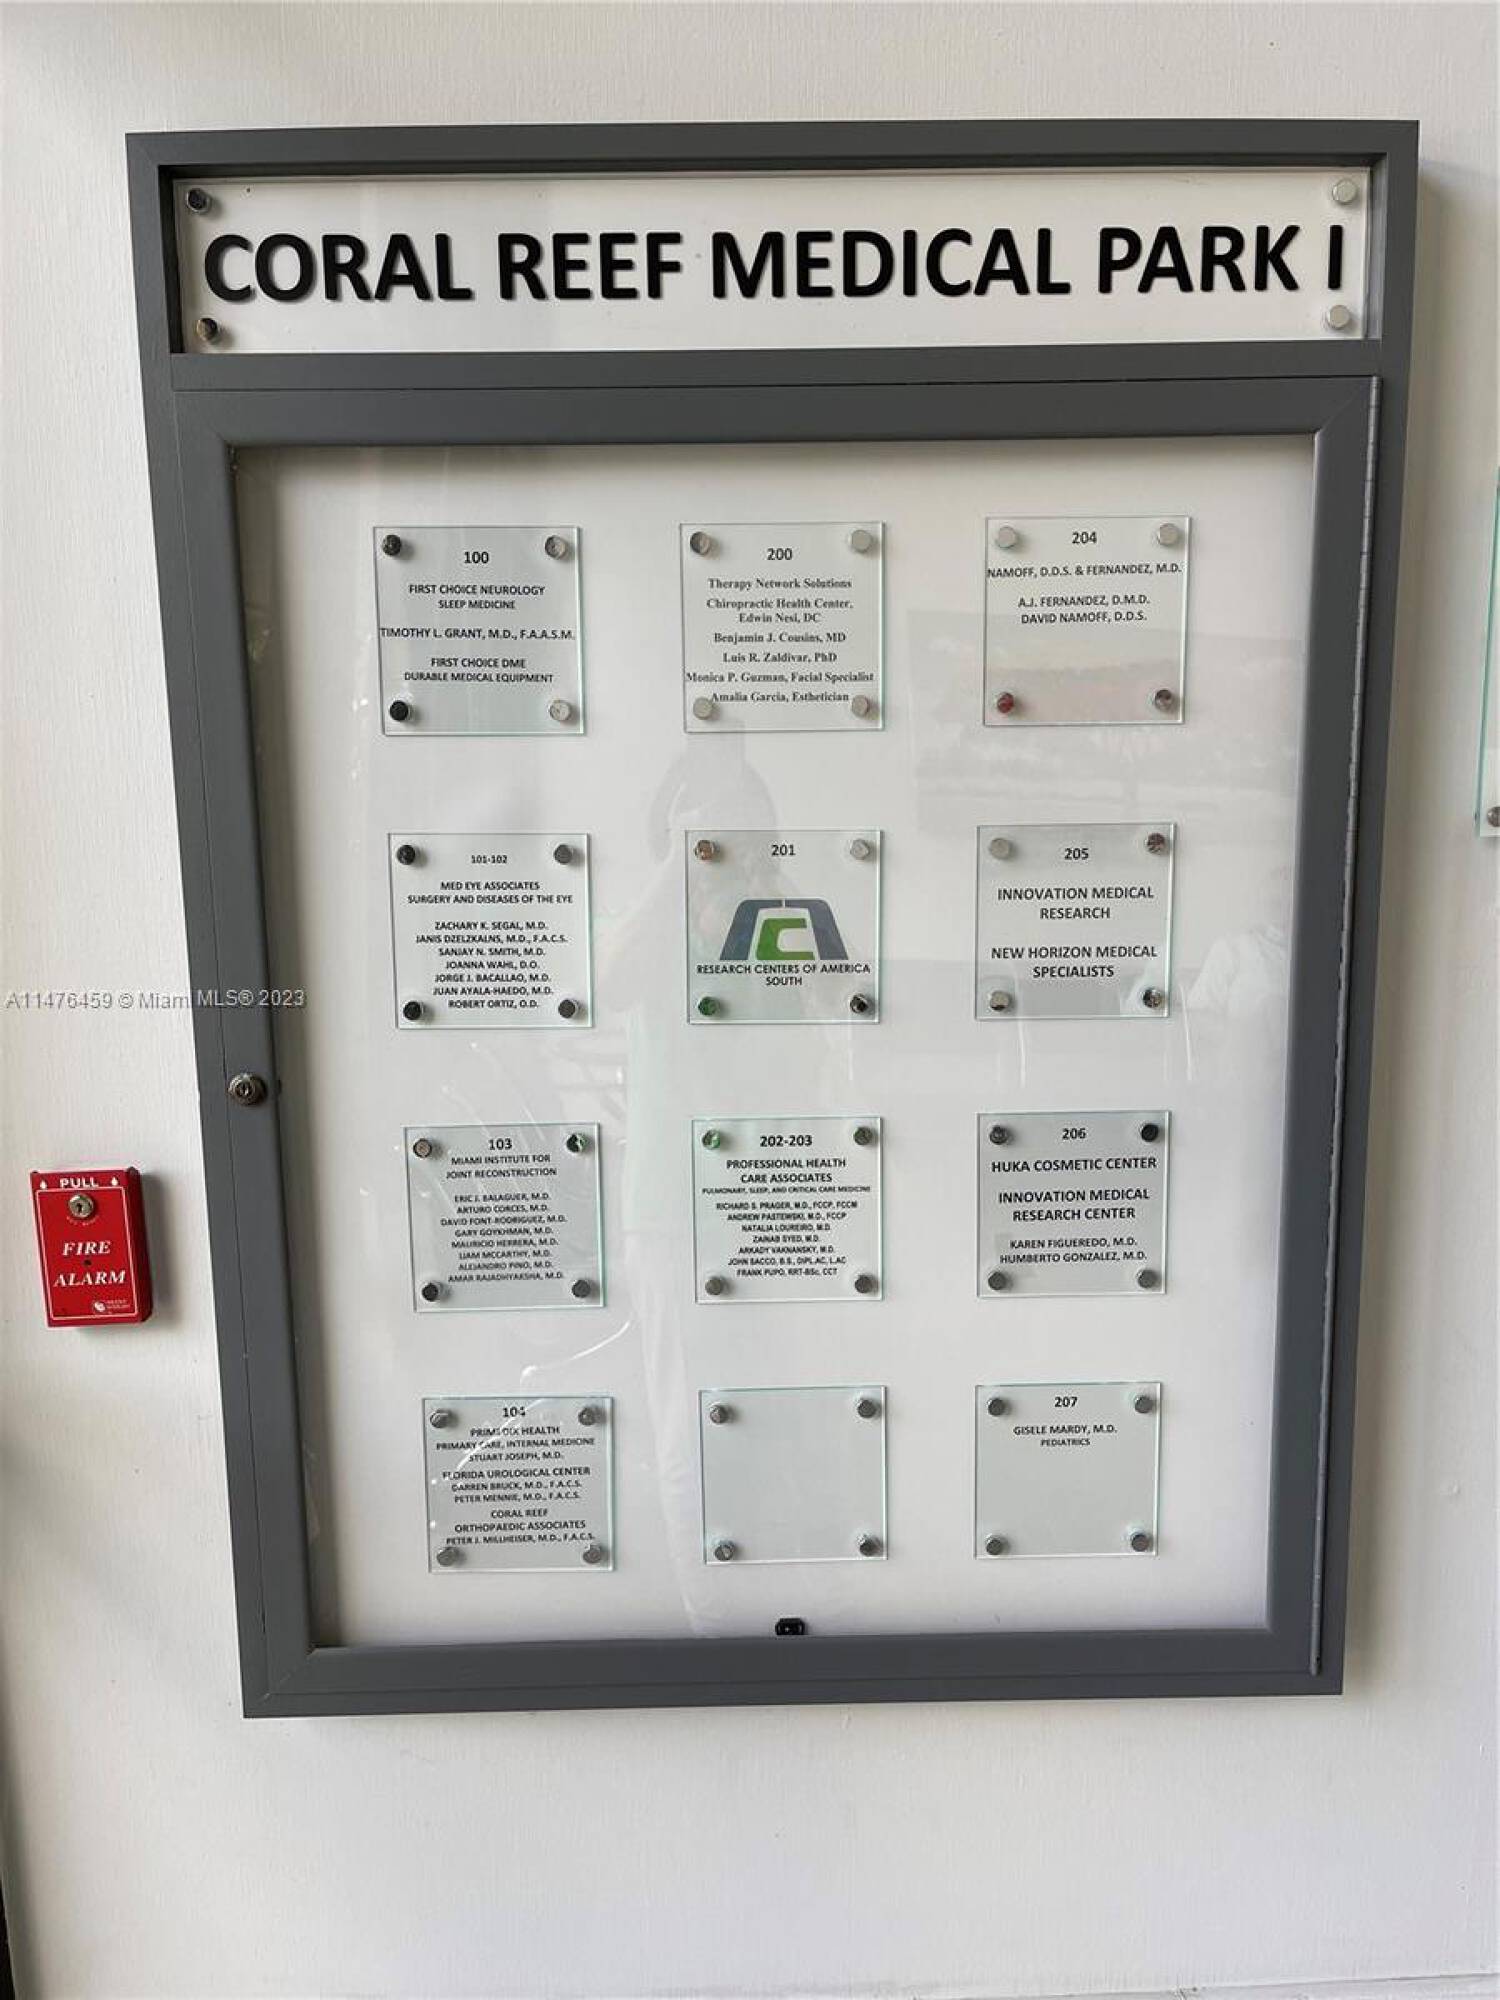 CORAL REEF MEDICAL PARK I
100
FIRST CHOICE NEUROLOGY
SLEEP MEDICINE
TIMOTHY L. GRANT, M.D., F.A.A.S.M.
FIRST CHOICE DME
DURABLE MEDICAL EQUIPMENT
200
Therapy Network Solutions
Chiropractic Health Center,
Edwin Nesi, DC
Benjamin J. Cousins, MD
Luis R. Zaldivar, PhD
Monica P. Guzman, Facial Specialist
Amalia Garcia, Esthetician
204
NAMOFF, D.D.S. & FERNANDEZ, M.D.
A.J. FERNANDEZ, D.M.D.
DAVID NAMOFF, D.D.S.
101-102
MED EYE ASSOCIATES
SURGERY AND DISEASES OF THE EYE
ZACHARY K. SEGAL, M.D.
JANIS DZELZKALNS, M.D., F.A.C.S.
SANJAY N. SMITH, M.D.
JOANNA WAHL, D.O.
JORGE J. BACALLAO, M.D.
JUAN AYALA-HAEDO, M.D.
ROBERT ORTIZ, O.D.
201
RESEARCH CENTERS OF AMERICA
SOUTH
205
INNOVATION MEDICAL
RESEARCH
NEW HORIZON MEDICAL
SPECIALISTS
103
MIAMI INSTITUTE FOR
JOINT RECONSTRUCTION
ERIC J. BALAGUER, M.D.
ARTURO CORCES, M.D.
DAVID FONT-RODRIGUEZ, M.D.
GARY GOYKHMAN, M.D.
MAURICIO HERRERA, M.D.
LIAM MCCARTHY, M.D.
ALEJANDRO PINO, M.D.
AMAR RAJADHYAKSHA, M.D.
202-203
PROFESSIONAL HEALTH
CARE ASSOCIATES
PULMONARY, SLEEP, AND CRITICAL CARE MEDICINE
RICHARD S. PRAGER, M.D., FCCP, FCCM
ANDREW PASTEWSKI, M.D., FCCP
NATALIA LOUREIRO, M.D.
ZAINAB SYED, M.D.
ARKADY VAKNANSKY, M.D.
JOHN SACCO, B.S., DIPL.AC, L.AC
FRANK PUPO, RRT-BSc, CCT
206
HUKA COSMETIC CENTER
INNOVATION MEDICAL
RESEARCH CENTER
KAREN FIGUEREDO, M.D.
HUMBERTO GONZALEZ, M.D.
104
HEALTH
PRIMARY CARE, INTERNAL MEDICINE
STUART JOSEPH, M.D.
FLORIDA UROLOGICAL CENTER
DARREN BRUCK, M.D., F.A.C.S.
PETER MENNIE, M.D., F.A.C.S.
CORAL REEF
ORTHOPAEDIC ASSOCIATES
PETER J. MILLHEISER, M.D., F.A.C.S.
207
GISELE MARDY, M.D.
PEDIATRICS
PULL
FIRE
ALARM
A11476459 © Miami MLS® 2023